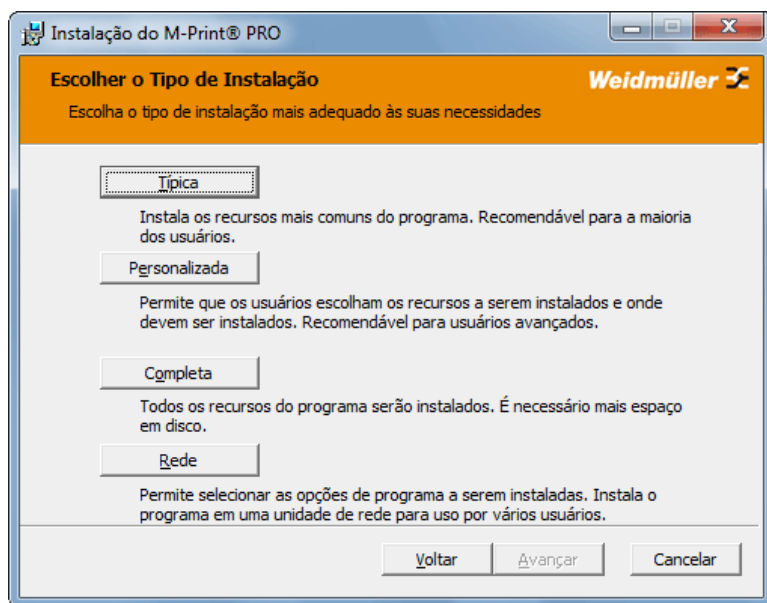 Instalação do M-Print® PRO
Escolher o Tipo de Instalação
Weidmüller
Escolha o tipo de instalação mais adequado às suas necessidades
Típica
Instala os recursos mais comuns do programa. Recomendável para a maioria
dos usuários.
Personalizada
Permite que os usuários escolham os recursos a serem instalados e onde
devem ser instalados. Recomendável para usuários avançados.
Completa
Todos os recursos do programa serão instalados. É necessário mais espaço
em disco.
Rede
Permite selecionar as opções de programa a serem instaladas. Instala o
programa em uma unidade de rede para uso por vários usuários.
Voltar
Avançar
Cancelar